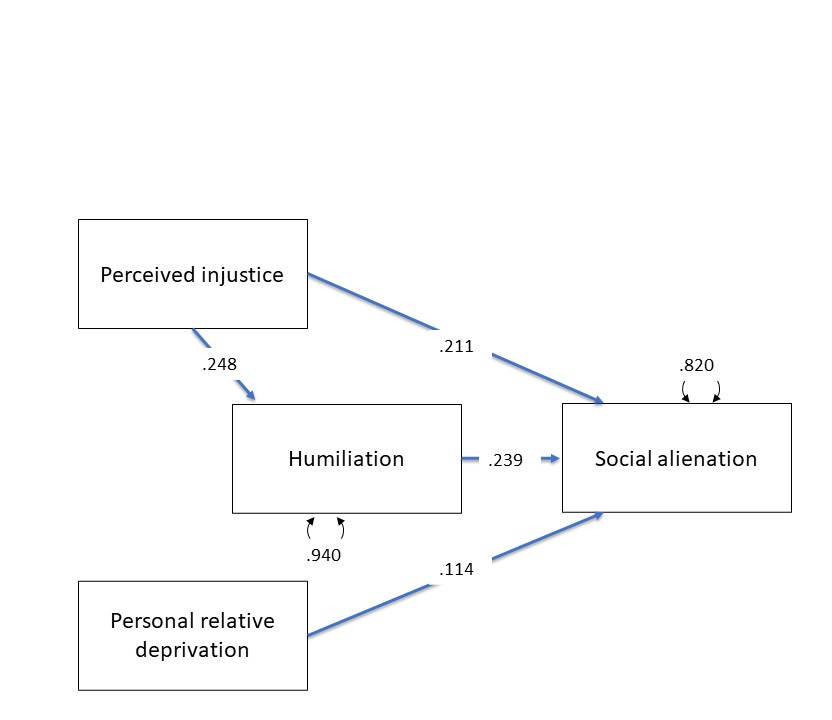 Perceived injustice
.248
.211
.820
Humiliation
.239
Social alienation
.940
.114
Personal relative
deprivation